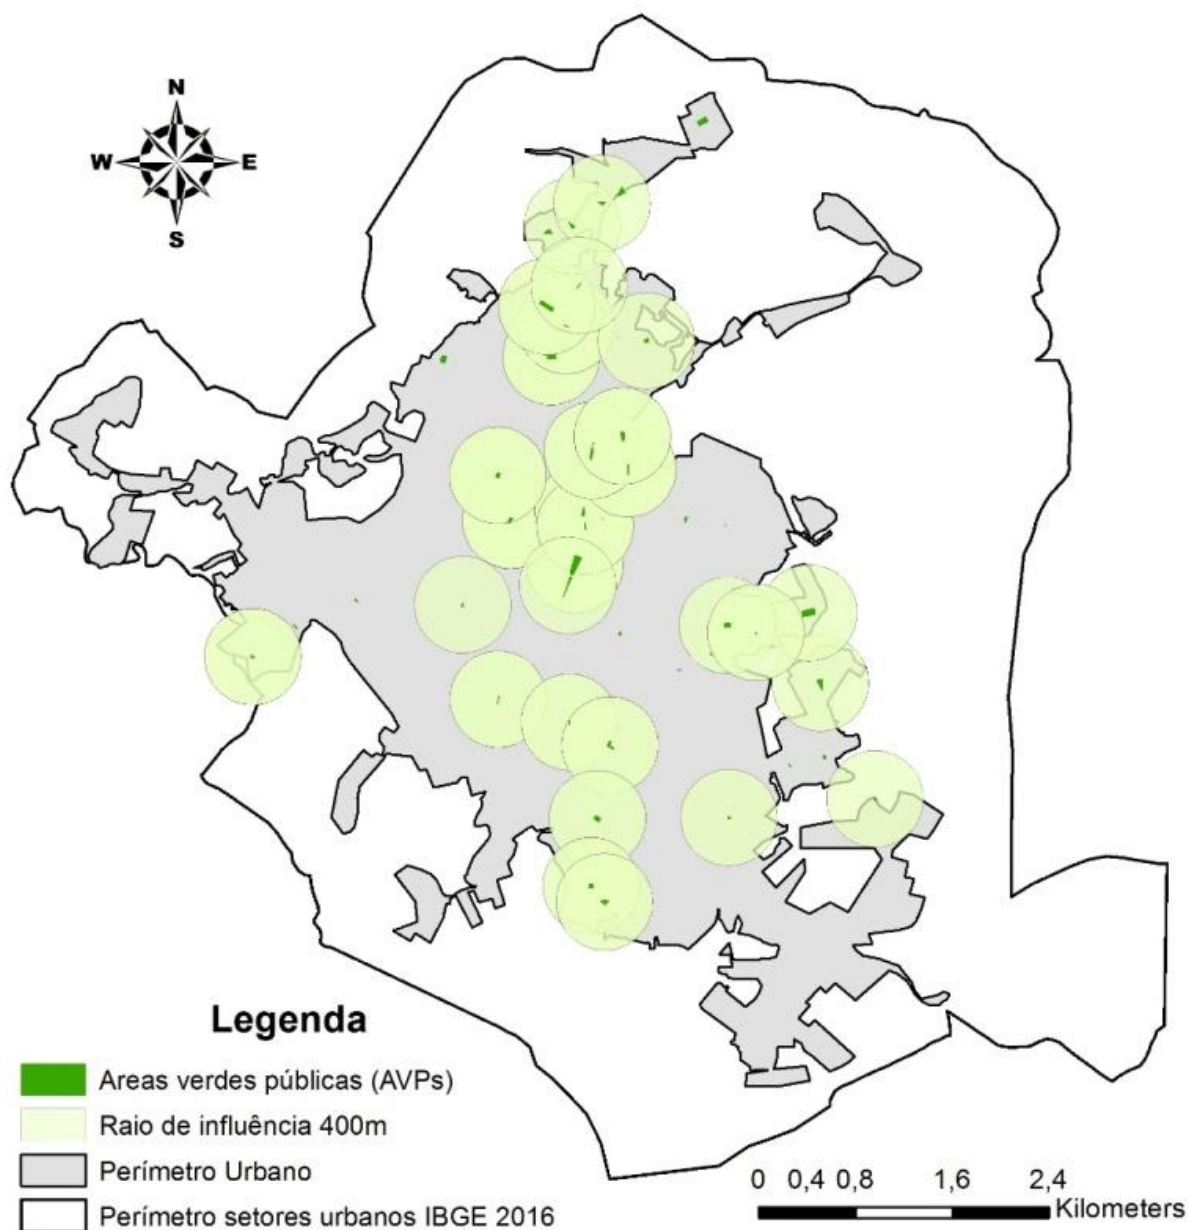 N
W E
S
Legenda
Areas verdes públicas (AVPs)
Raio de influência 400m
Perímetro Urbano
Perímetro setores urbanos IBGE 2016
0 0,4 0,8 1,6 2,4
Kilometers